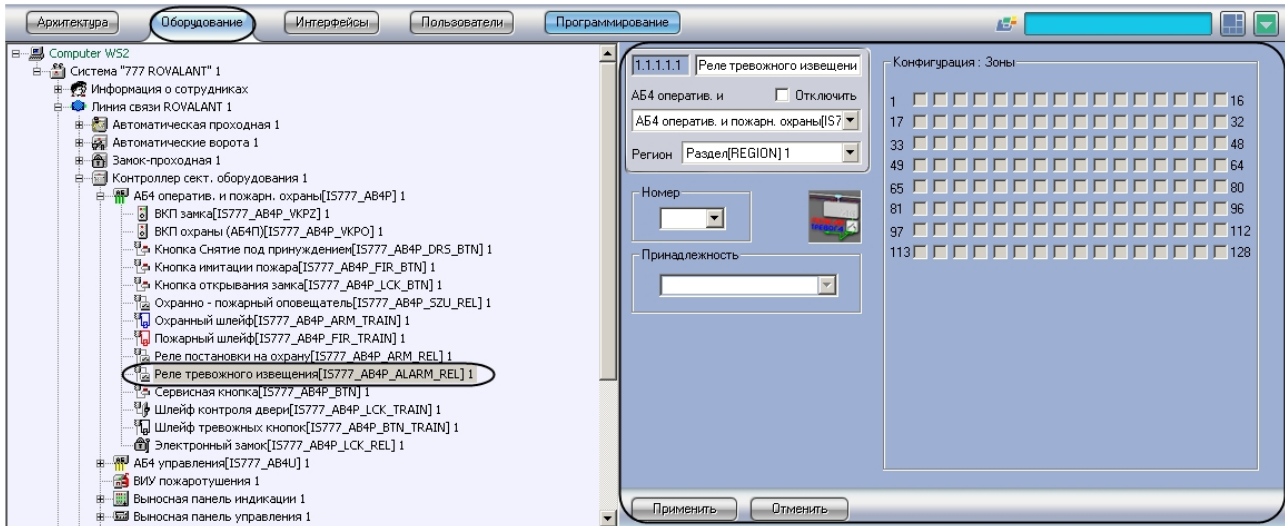 Архитектура Оборудование Интерфейсы Пользователи Программирование
Computer WS2
Система "777 ROVALANT" 1
Информация о сотрудниках
Линия связи ROVALANT 1
Автоматическая проходная 1
Автоматические ворота 1
Замок-проходная 1
Контроллер сект. оборудования 1
АБ4 оператив. и пожарн. охраны[IS777_AB4P] 1
ВКП замка[IS777_AB4P_VKPZ] 1
ВКП охраны (АБ4П)[IS777_AB4P_VKPO] 1
Кнопка Снятие под принуждением[IS777_AB4P_DRS_BTN] 1
Кнопка имитации пожара[IS777_AB4P_FIR_BTN] 1
Кнопка открывания замка[IS777_AB4P_LCK_BTN] 1
Охранно - пожарный оповещатель[IS777_AB4P_SZU_REL] 1
Охранный шлейф[IS777_AB4P_ARM_TRAIN] 1
Пожарный шлейф[IS777_AB4P_FIR_TRAIN] 1
Реле постановки на охрану[IS777_AB4P_ARM_REL] 1
Реле тревожного извещения[IS777_AB4P_ALARM_REL] 1
Сервисная кнопка[IS777_AB4P_BTN] 1
Шлейф контроля двери[IS777_AB4P_LCK_TRAIN] 1
Шлейф тревожных кнопок[IS777_AB4P_BTN_TRAIN] 1
Электронный замок[IS777_AB4P_LCK_REL] 1
АБ4 управления[IS777_AB4U] 1
ВИУ пожаротушения 1
Выносная панель индикации 1
Выносная панель управления 1
1.1.1.1.1 Реле тревожного извещени
АБ4 оператив. и Отключить
АБ4 оператив. и пожарн. охраны[IS7
Регион Раздел[REGION] 1
Номер
Принадлежность
Конфигурация : Зоны
1 16
17 32
33 48
49 64
65 80
81 96
97 112
113 128
Применить Отменить